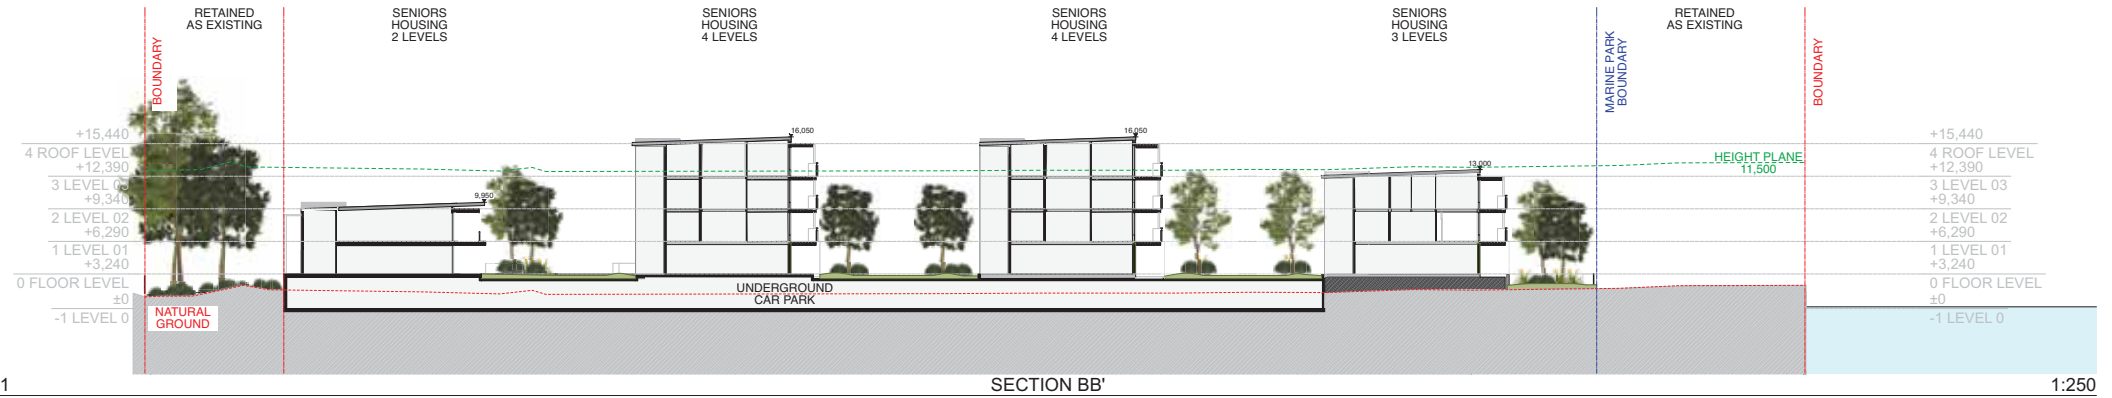 RETAINED
AS EXISTING
SENIORS
HOUSING
2 LEVELS
SENIORS
HOUSING
4 LEVELS
SENIORS
HOUSING
4 LEVELS
SENIORS
HOUSING
3 LEVELS
RETAINED
AS EXISTING
BOUNDARY
MARINE PARK
BOUNDARY
BOUNDARY
+15,440
4 ROOF LEVEL
+12,390
3 LEVEL 03
+9,340
2 LEVEL 02
+6,290
1 LEVEL 01
+3,240
0 FLOOR LEVEL
±0
-1 LEVEL 0
9,950
16,050
16,050
13,000
HEIGHT PLANE
11,500
+15,440
4 ROOF LEVEL
+12,390
3 LEVEL 03
+9,340
2 LEVEL 02
+6,290
1 LEVEL 01
+3,240
0 FLOOR LEVEL
±0
-1 LEVEL 0
UNDERGROUND
CAR PARK
NATURAL
GROUND
1
SECTION BB'
1:250